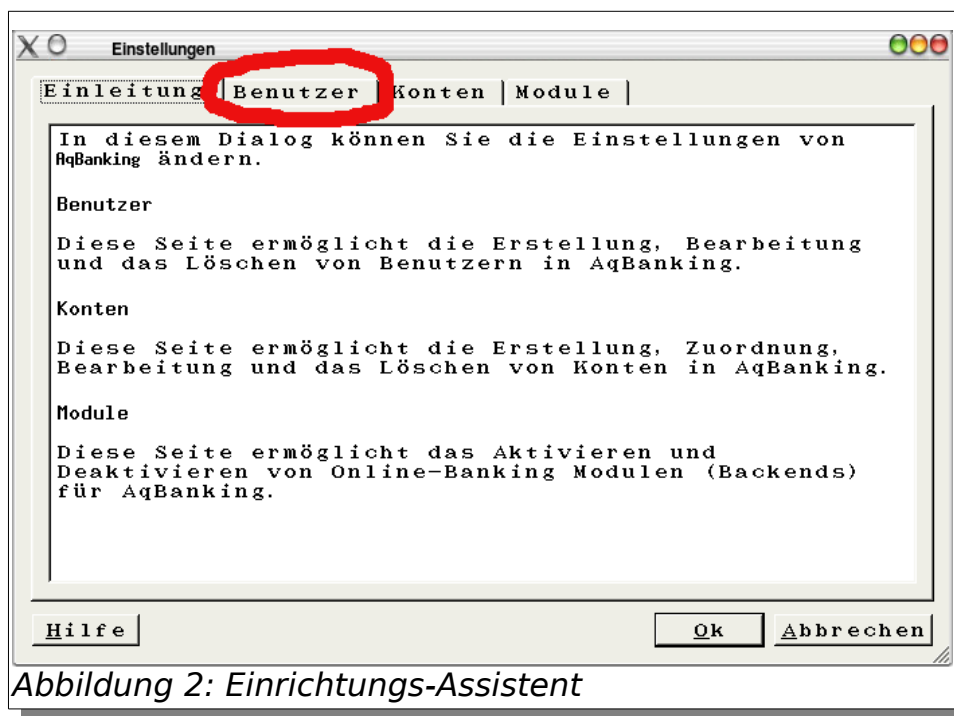 Einstellungen
Einleitung Benutzer Konten Module
In diesem Dialog können Sie die Einstellungen von
AqBanking ändern.
Benutzer
Diese Seite ermöglicht die Erstellung, Bearbeitung
und das Löschen von Benutzern in AqBanking.
Konten
Diese Seite ermöglicht die Erstellung, Zuordnung,
Bearbeitung und das Löschen von Konten in AqBanking.
Module
Diese Seite ermöglicht das Aktivieren und
Deaktivieren von Online-Banking Modulen (Backends)
für AqBanking.
Hilfe Ok Abbrechen
Abbildung 2: Einrichtungs-Assistent